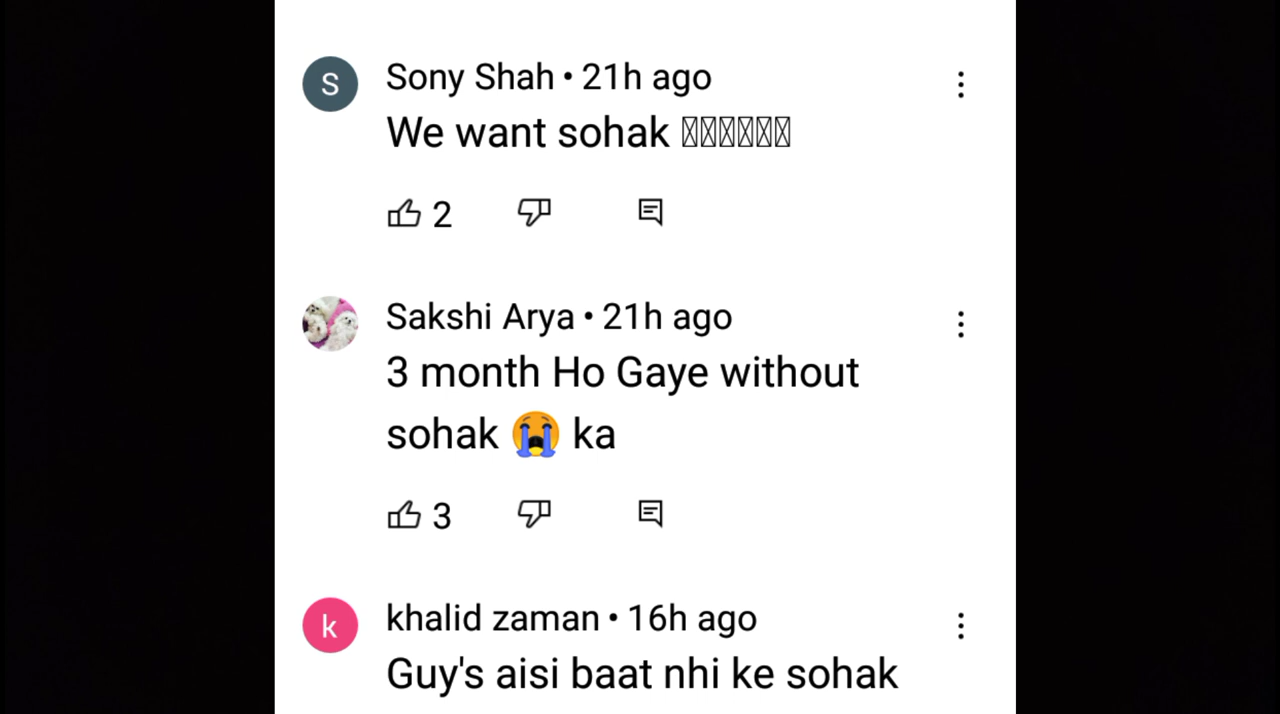 S
Sony Shah • 21h ago
We want sohak
2
Sakshi Arya • 21h ago
3 month Ho Gaye without
sohak 😭 ka
3
k
khalid zaman • 16h ago
Guy's aisi baat nhi ke sohak